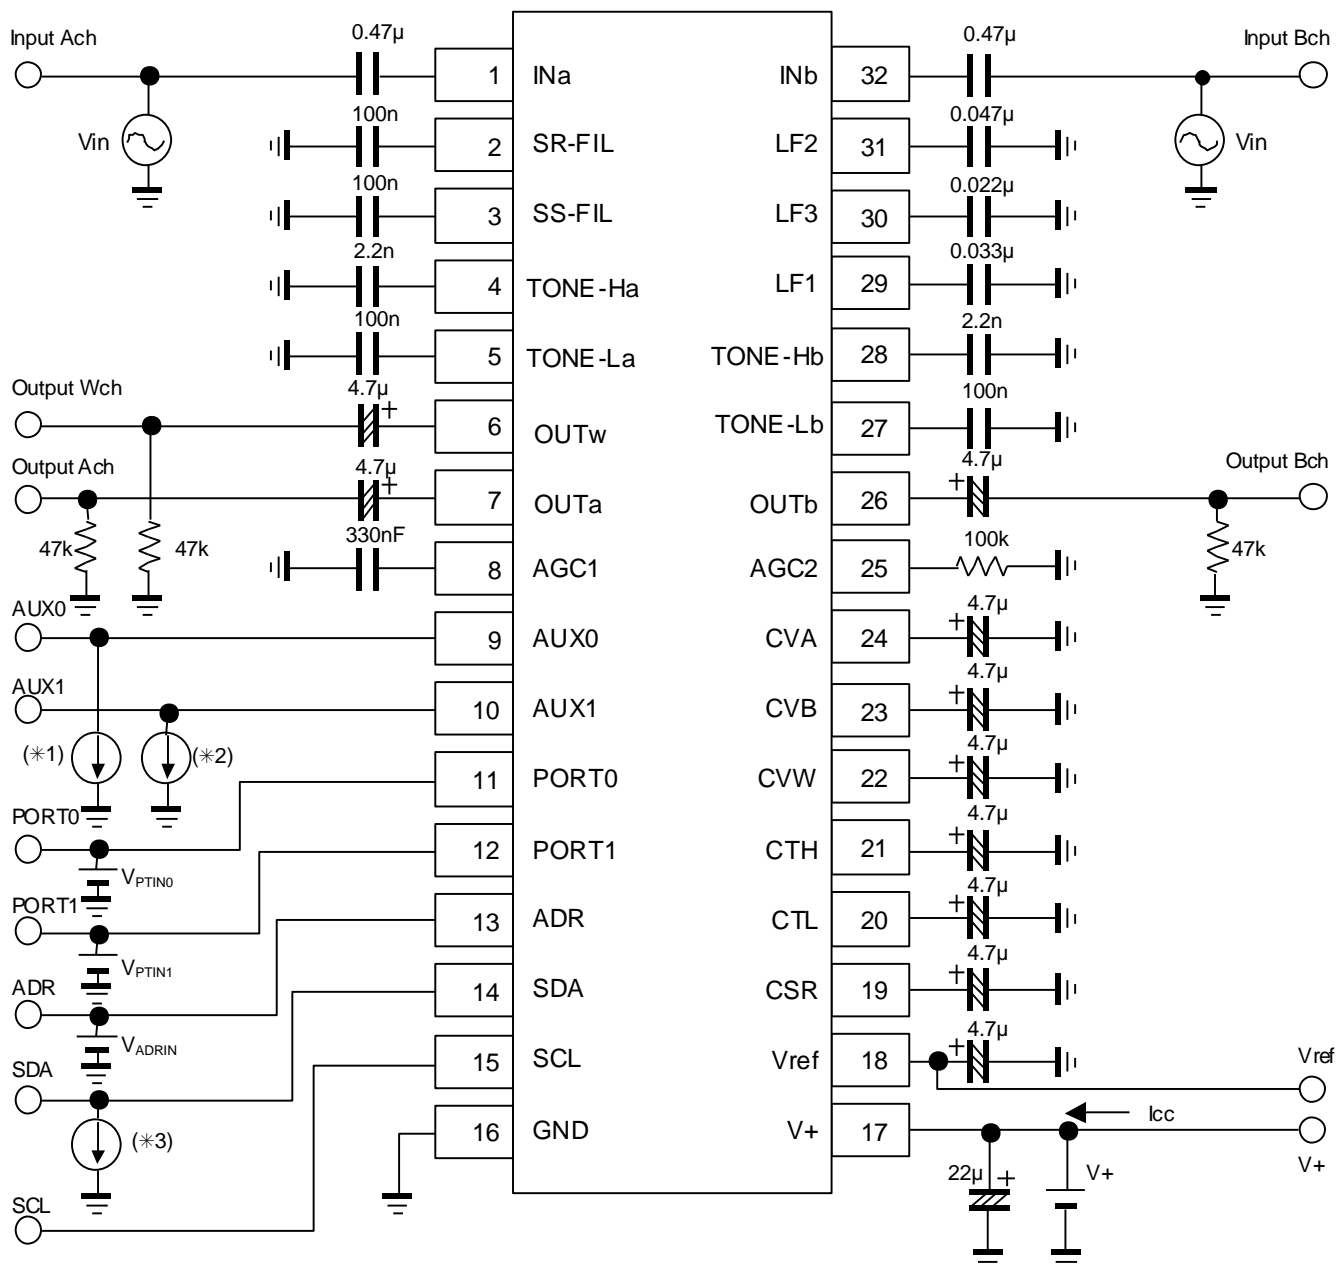 Input Ach
0.47µ
1
INa
INb
32
0.47µ
Input Bch
Vin
100n
2
SR-FIL
LF2
31
0.047µ
Vin
100n
3
SS-FIL
LF3
30
0.022µ
2.2n
4
TONE-Ha
LF1
29
0.033µ
100n
5
TONE-La
TONE-Hb
28
2.2n
Output Wch
4.7µ
+
6
OUTw
TONE-Lb
27
100n
Output Ach
4.7µ
+
7
OUTa
OUTb
26
4.7µ
+
Output Bch
47k
47k
330nF
8
AGC1
AGC2
25
100k
47k
AUX0
9
AUX0
CVA
24
4.7µ
+
AUX1
10
AUX1
CVB
23
4.7µ
+
(✳1)
(✳2)
11
PORT0
CVW
22
4.7µ
+
PORT0
VPTIN0
12
PORT1
CTH
21
4.7µ
+
PORT1
VPTIN1
13
ADR
CTL
20
4.7µ
+
ADR
VADRIN
14
SDA
CSR
19
4.7µ
+
SDA
(✳3)
15
SCL
Vref
18
4.7µ
+
Vref
16
GND
V+
17
Icc
V+
22µ
+
V+
SCL